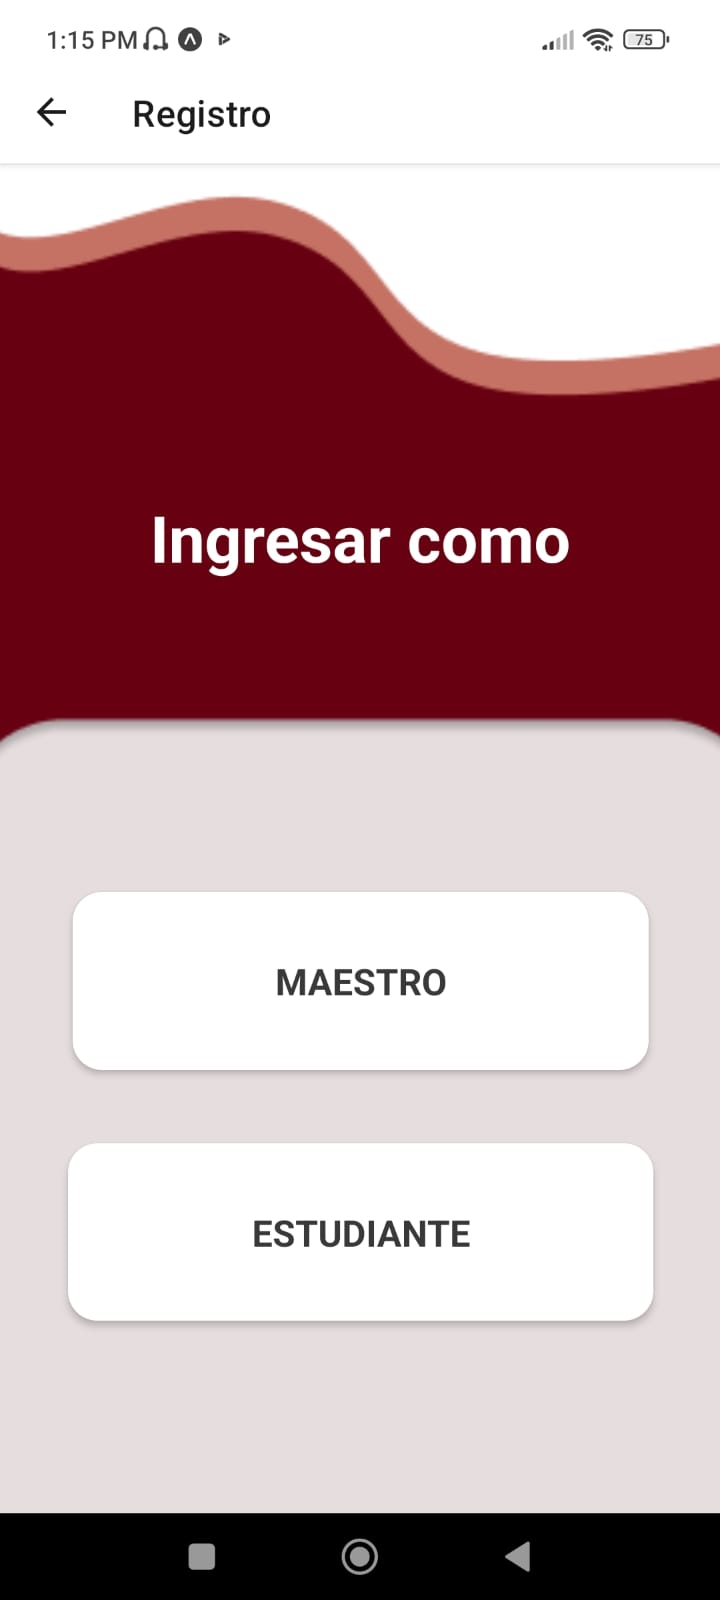 1:15 PM
75
Registro
Ingresar como
MAESTRO
ESTUDIANTE